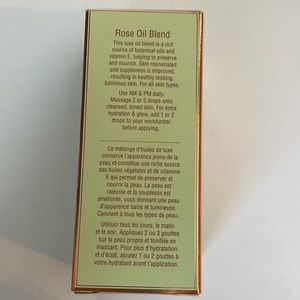 Rose Oil Blend
This luxe oil blend is a rich
source of botanical oils and
vitamin E, helping to preserve
and nourish. Skin rejuvenated
and suppleness is improved,
resulting in healthy looking,
luminous skin. For all skin types.
Use AM & PM daily.
Massage 2 or 3 drops onto
cleansed, toned skin. For extra
hydration & glow, add 1 or 2
drops to your moisturizer
before applying.
Ce mélange d'huiles de luxe
conserve l'apparence jeune de la
peau et constitue une riche source
des huiles végétales et de vitamine
E qui permet de préserver et
nourrir la peau. La peau est
rajeunie et la souplesse est
améliorée, vous donnant une peau
d'apparence saine et lumineuse.
Convient à tous les types de peau.
Utilisez tous les jours, le matin
et le soir. Appliquez 2 ou 3 gouttes
sur la peau propre et tonifiée en
massant. Pour plus d'hydratation
et d'éclat, ajoutez 1 ou 2 gouttes à
votre hydratant avant l'application.